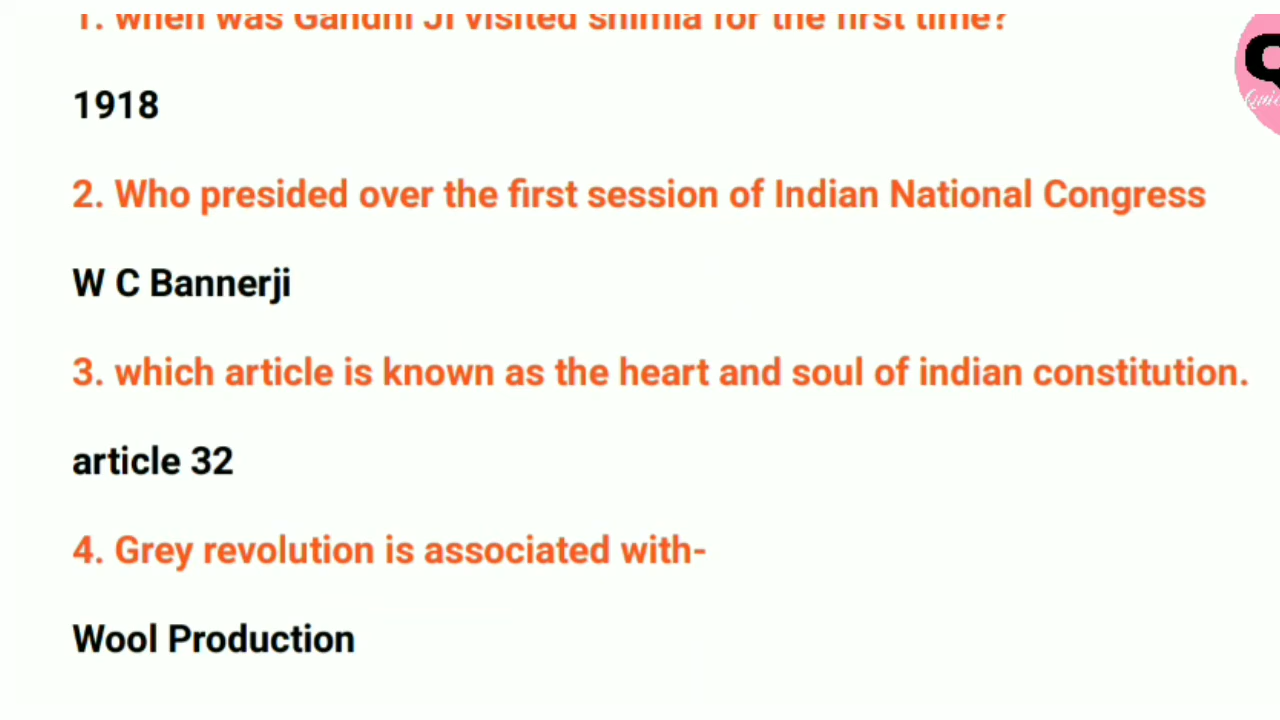 1. when was Gandhi Ji visited shimla for the first time?
1918
2. Who presided over the first session of Indian National Congress
W C Bannerji
3. which article is known as the heart and soul of indian constitution.
article 32
4. Grey revolution is associated with-
Wool Production